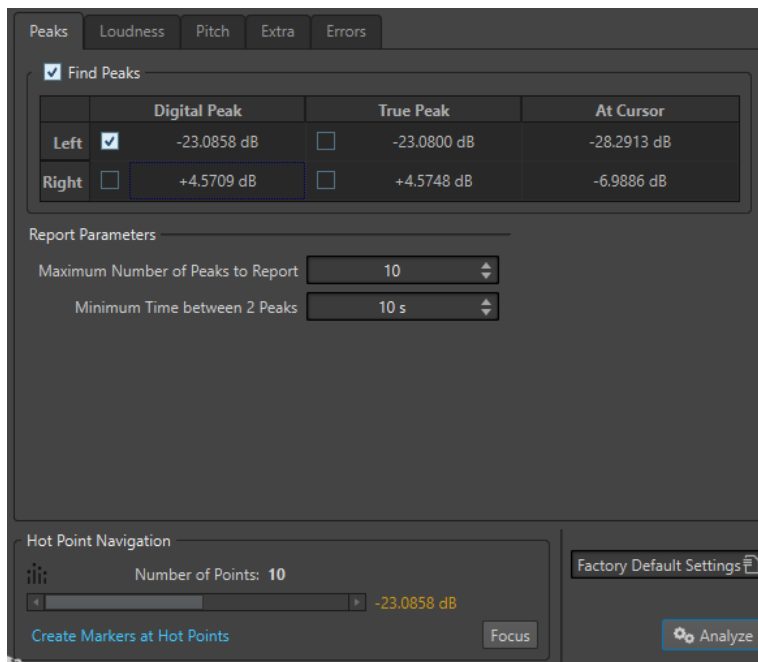 Peaks Loudness Pitch Extra Errors
Find Peaks
Digital Peak True Peak At Cursor
Left -23.0858 dB -23.0800 dB -28.2913 dB
Right +4.5709 dB +4.5748 dB -6.9886 dB
Report Parameters
Maximum Number of Peaks to Report 10
Minimum Time between 2 Peaks 10 s
Hot Point Navigation
Number of Points: 10
Factory Default Settings
-23.0858 dB
Create Markers at Hot Points Focus Analyze